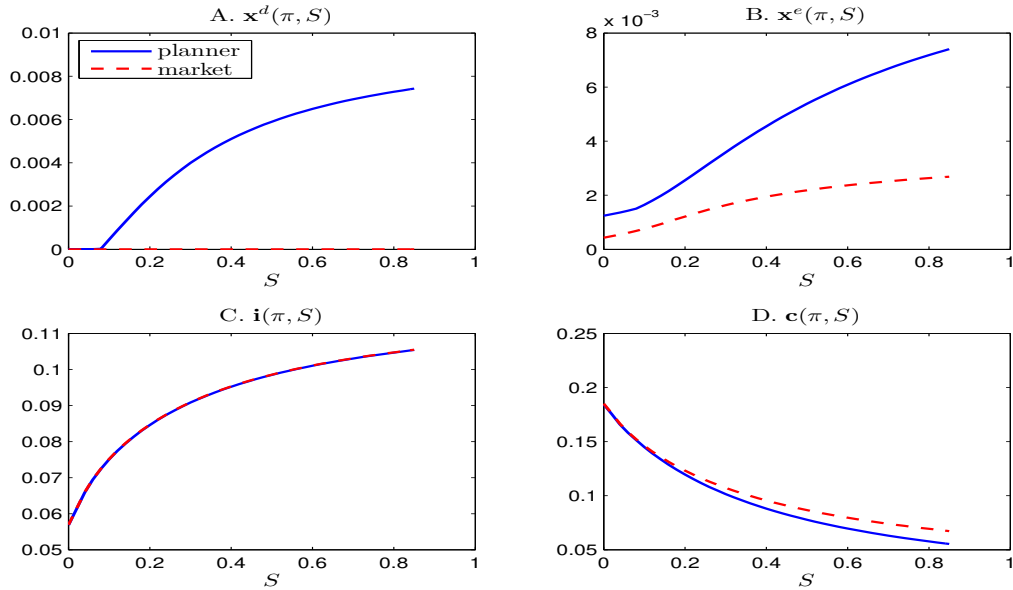 A. x^d(π, S)
0.01
0.008
0.006
0.004
0.002
0
0 0.2 0.4 0.6 0.8 1
S
planner
market
B. x^e(π, S)
× 10^−3
8
6
4
2
0
0 0.2 0.4 0.6 0.8 1
S
C. i(π, S)
0.11
0.1
0.09
0.08
0.07
0.06
0.05
0 0.2 0.4 0.6 0.8 1
S
D. c(π, S)
0.25
0.2
0.15
0.1
0.05
0 0.2 0.4 0.6 0.8 1
S